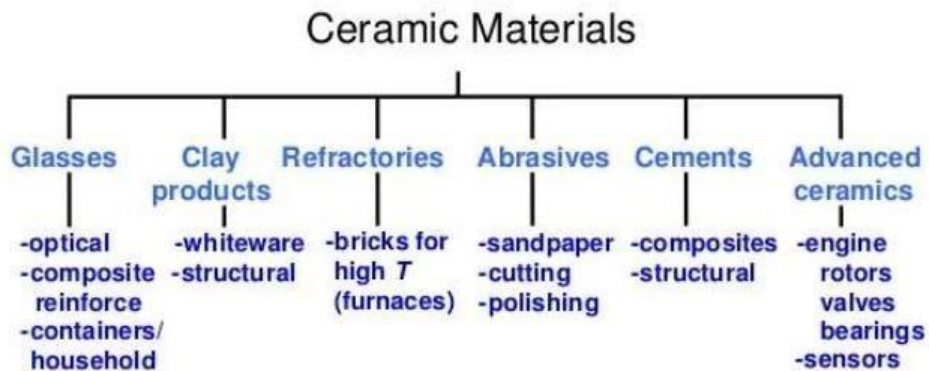 Ceramic Materials
Glasses
Clay
products
Refractories
Abrasives
Cements
Advanced
ceramics
-optical
-composite
reinforce
-containers/
household
-whiteware
-structural
-bricks for
high T
(furnaces)
-sandpaper
-cutting
-polishing
-composites
-structural
-engine
rotors
valves
bearings
-sensors